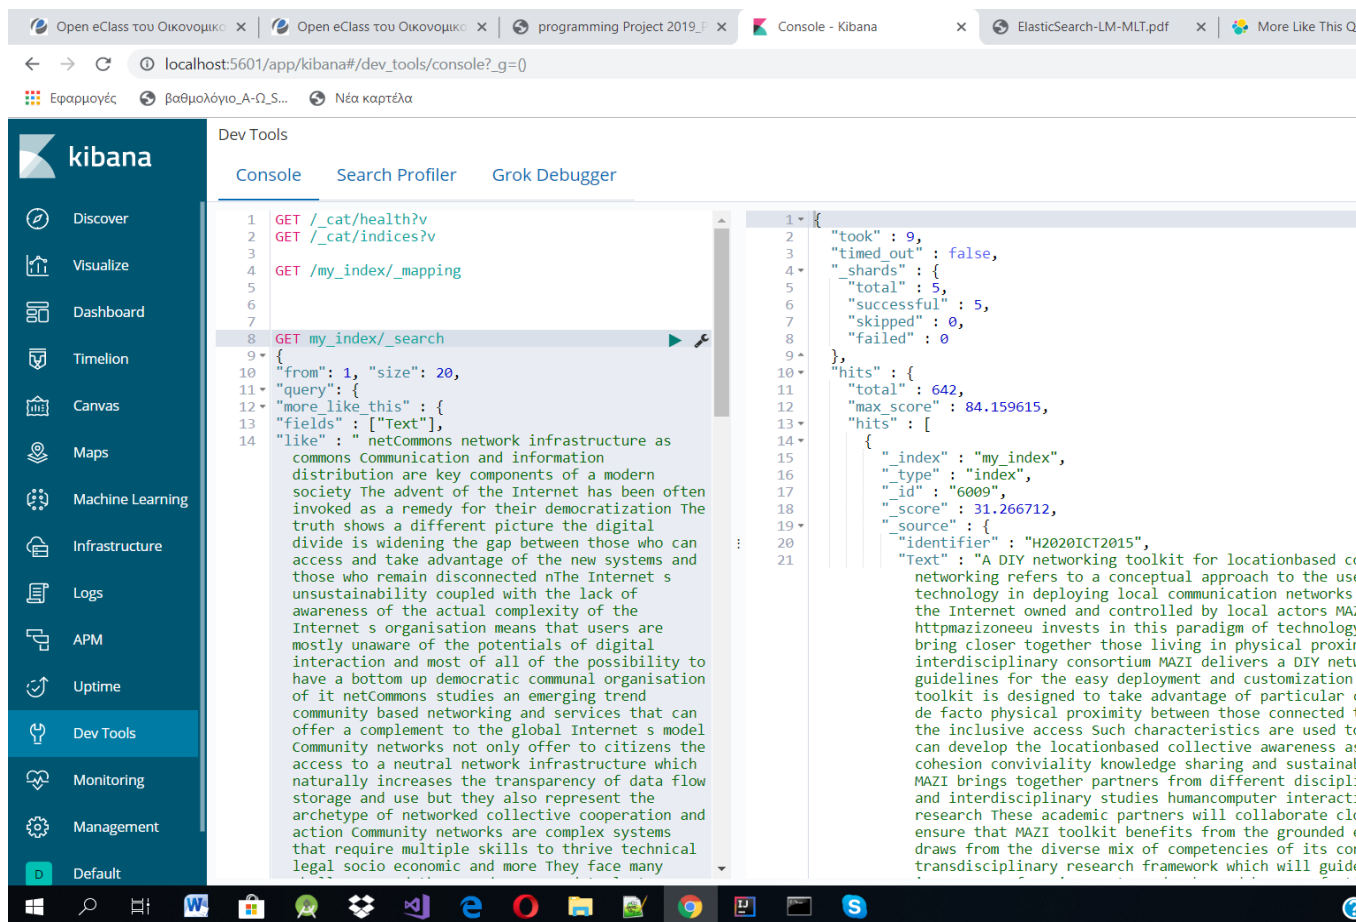 Open eClass του Οικονομικο
Open eClass του Οικονομικο
programming Project 2019_
Console - Kibana
ElasticSearch-LM-MLT.pdf
More Like This Q
localhost:5601/app/kibana#/dev_tools/console?_g=()
Εφαρμογές
βαθμολόγιο_Α-Ω_S...
Νέα καρτέλα
kibana
Discover
Visualize
Dashboard
Timelion
Canvas
Maps
Machine Learning
Infrastructure
Logs
APM
Uptime
Dev Tools
Monitoring
Management
D Default
Dev Tools
Console Search Profiler Grok Debugger
1 GET /_cat/health?v
2 GET /_cat/indices?v
3
4 GET /my_index/_mapping
5
6
7
8 GET my_index/_search
9 {
10 "from": 1, "size": 20,
11 "query": {
12 "more_like_this" : {
13 "fields" : ["Text"],
14 "like" : " netCommons network infrastructure as
commons Communication and information
distribution are key components of a modern
society The advent of the Internet has been often
invoked as a remedy for their democratization The
truth shows a different picture the digital
divide is widening the gap between those who can
access and take advantage of the new systems and
those who remain disconnected nThe Internet s
unsustainability coupled with the lack of
awareness of the actual complexity of the
Internet s organisation means that users are
mostly unaware of the potentials of digital
interaction and most of all of the possibility to
have a bottom up democratic communal organisation
of it netCommons studies an emerging trend
community based networking and services that can
offer a complement to the global Internet s model
Community networks not only offer to citizens the
access to a neutral network infrastructure which
naturally increases the transparency of data flow
storage and use but they also represent the
archetype of networked collective cooperation and
action Community networks are complex systems
that require multiple skills to thrive technical
legal socio economic and more They face many
1 {
2 "took" : 9,
3 "timed_out" : false,
4 "_shards" : {
5 "total" : 5,
6 "successful" : 5,
7 "skipped" : 0,
8 "failed" : 0
9 },
10 "hits" : {
11 "total" : 642,
12 "max_score" : 84.159615,
13 "hits" : [
14 {
15 "_index" : "my_index",
16 "_type" : "index",
17 "_id" : "6009",
18 "_score" : 31.266712,
19 "_source" : {
20 "identifier" : "H2020ICT2015",
21 "Text" : "A DIY networking toolkit for locationbased co
networking refers to a conceptual approach to the use
technology in deploying local communication networks
the Internet owned and controlled by local actors MAZ
httpmazizoneeu invests in this paradigm of technology
bring closer together those living in physical proxim
interdisciplinary consortium MAZI delivers a DIY netw
guidelines for the easy deployment and customization
toolkit is designed to take advantage of particular c
de facto physical proximity between those connected t
the inclusive access Such characteristics are used to
can develop the locationbased collective awareness as
cohesion conviviality knowledge sharing and sustainab
MAZI brings together partners from different discipli
and interdisciplinary studies humancomputer interacti
research These academic partners will collaborate clo
ensure that MAZI toolkit benefits from the grounded e
draws from the diverse mix of competencies of its con
transdisciplinary research framework which will guide